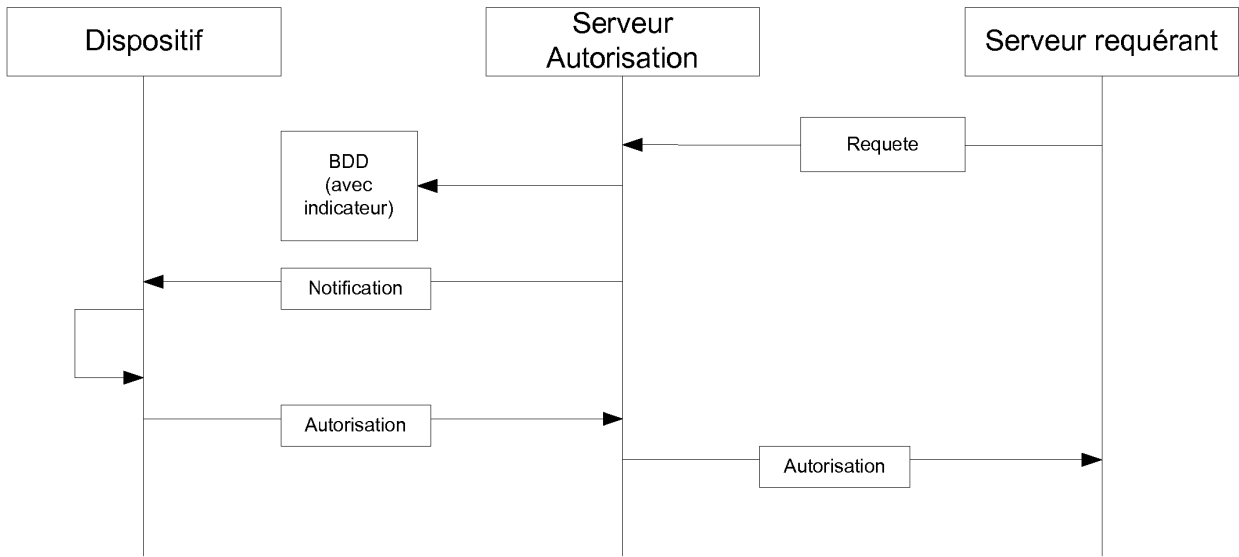 Dispositif
Serveur
Autorisation
Serveur requérant
Requete
BDD
(avec
indicateur)
Notification
Autorisation
Autorisation